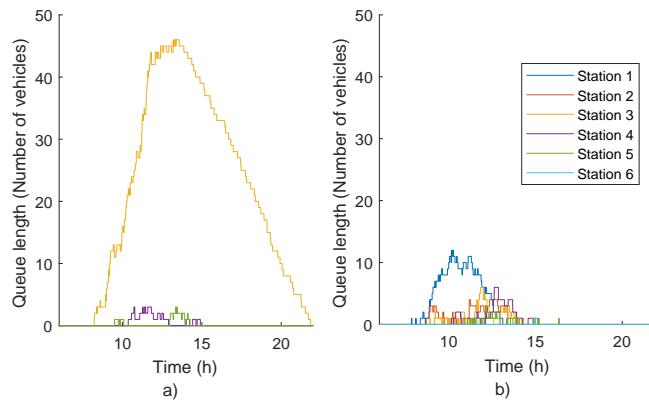 50
40
30
20
10
0
Queue length (Number of vehicles)
10
15
20
Time (h)
a)
50
40
30
20
10
0
Queue length (Number of vehicles)
10
15
20
Time (h)
b)
Station 1
Station 2
Station 3
Station 4
Station 5
Station 6